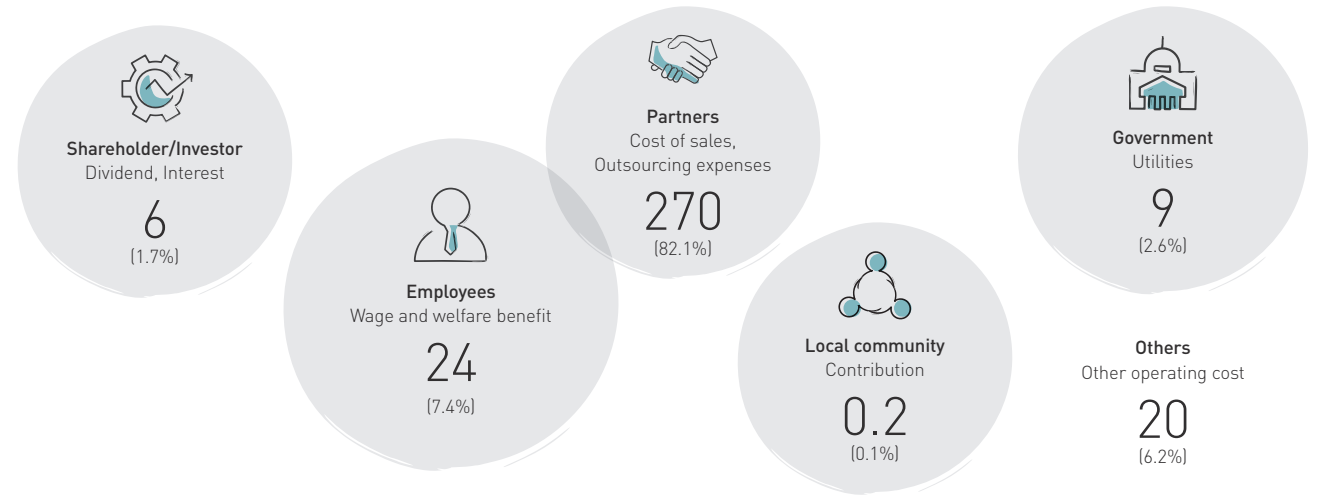 Shareholder/Investor
Dividend, Interest
6
(1.7%)
Employees
Wage and welfare benefit
24
(7.4%)
Partners
Cost of sales,
Outsourcing expenses
270
(82.1%)
Local community
Contribution
0.2
(0.1%)
Government
Utilities
9
(2.6%)
Others
Other operating cost
20
(6.2%)